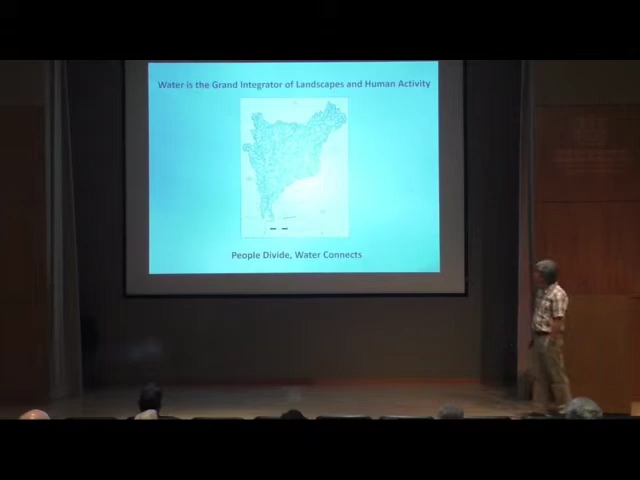 Water is the Grand Integrator of Landscapes and Human Activity
People Divide, Water Connects